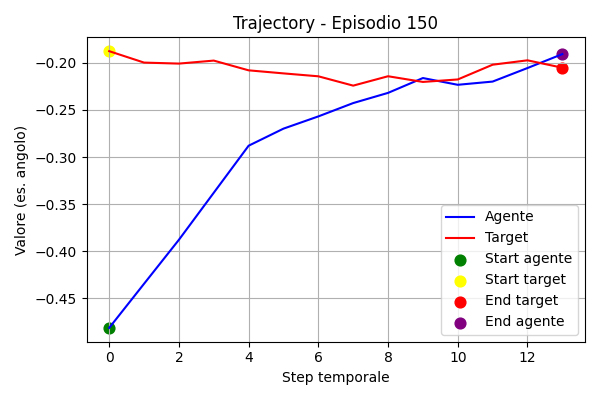 Trajectory - Episodio 150
Valore (es. angolo)
−0.20
−0.25
−0.30
−0.35
−0.40
−0.45
0 2 4 6 8 10 12
Step temporale
Agente
Target
Start agente
Start target
End target
End agente